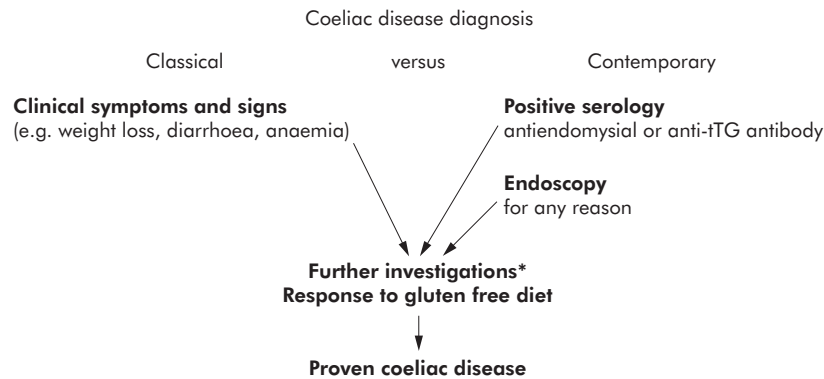 Coeliac disease diagnosis
Classical versus Contemporary
Clinical symptoms and signs
(e.g. weight loss, diarrhoea, anaemia)
Positive serology
antiendomysial or anti-tTG antibody
Endoscopy
for any reason
Further investigations*
Response to gluten free diet
Proven coeliac disease